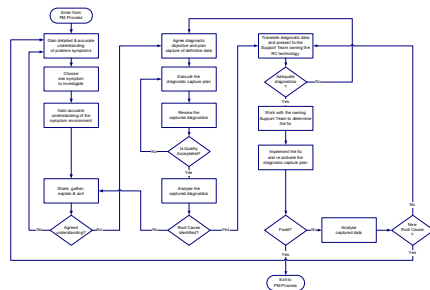 Enter from
PM Process
Gain detailed & accurate
understanding
of problem symptoms
Choose
one symptom
to investigate
Gain accurate
understanding of the
symptom environment
Share, gather,
explain & sort
Agreed
understanding?
No
No
Agree diagnostic
objective and plan
capture of definitive data
Execute the
diagnostic capture plan
Review the
captured diagnostics
Is Quality
Acceptable?
No
Yes
Analyse the
captured diagnostics
Root Cause
identified?
No
Yes
Translate diagnostic data
and present to the
Support Team owning the
RC technology
Adequate
diagnostics
?
No
Yes
Work with the owning
Support Team to determine
the fix
Implement the fix
and re-activate the
diagnostic capture plan
Fixed?
No
Yes
Analyse
captured data
New
Root Cause
?
No
Yes
Exit to
PM Process